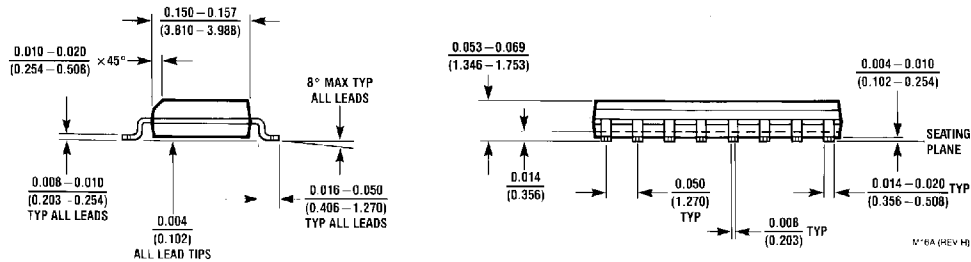 0.150 – 0.157
(3.810 – 3.988)
0.010 – 0.020
(0.254 – 0.508)
×45°
8° MAX TYP
ALL LEADS
0.008 – 0.010
(0.203 - 0.254)
TYP ALL LEADS
0.004
(0.102)
ALL LEAD TIPS
0.016 – 0.050
(0.406 – 1.270)
TYP ALL LEADS
0.053 – 0.069
(1.346 – 1.753)
0.004 – 0.010
(0.102 – 0.254)
SEATING
PLANE
0.014
(0.356)
0.050
(1.270)
TYP
0.014 – 0.020
(0.356 – 0.508)
TYP
0.008
(0.203)
TYP
M16A (REV H)